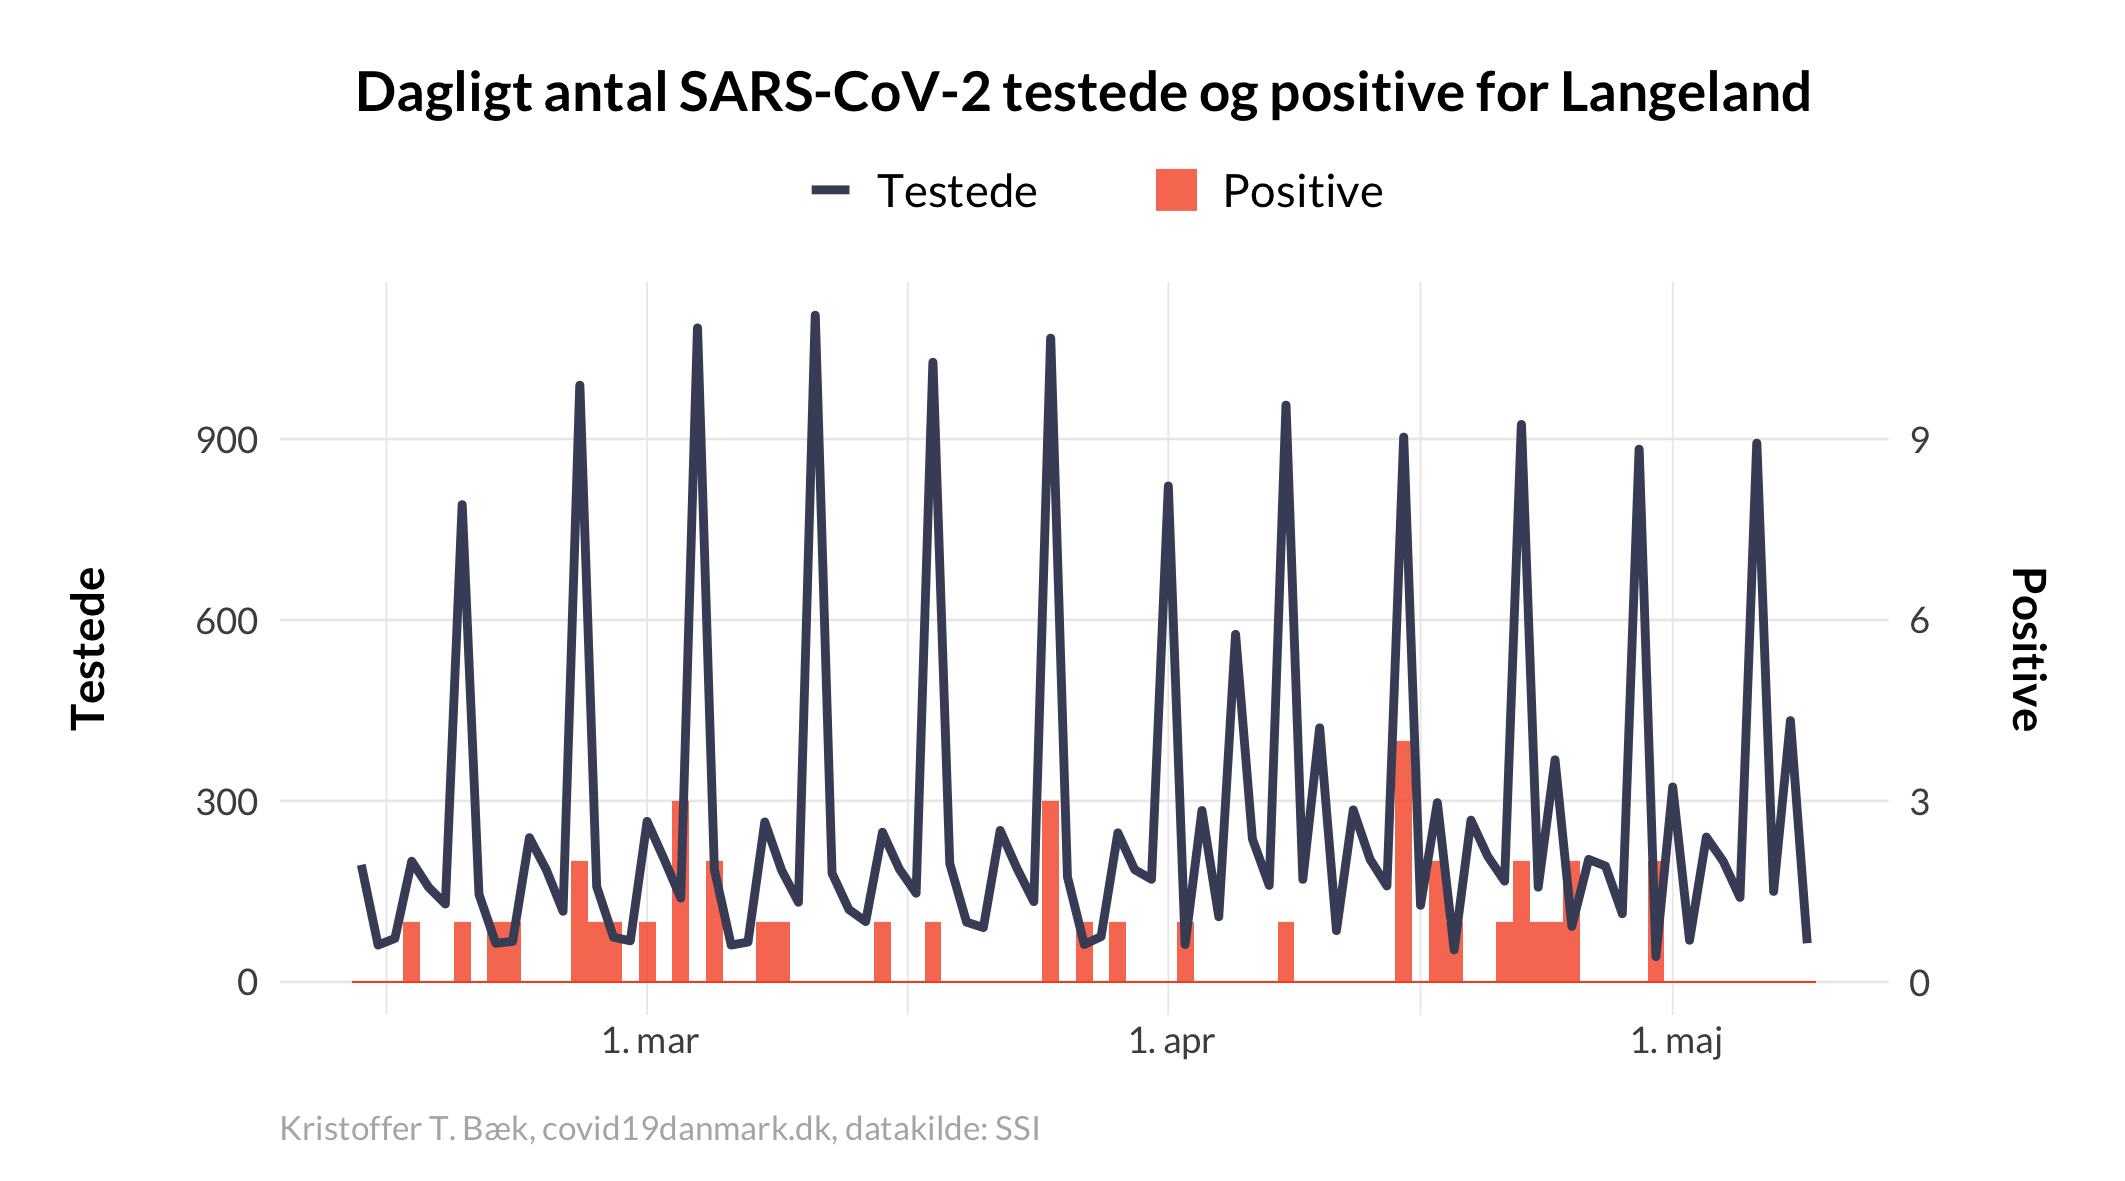 Dagligt antal SARS-CoV-2 testede og positive for Langeland
Testede Positive
900 9
600 6
Testede
Positive
300 3
0 0
1. mar 1. apr 1. maj
Kristoffer T. Bæk, covid19danmark.dk, datakilde: SSI